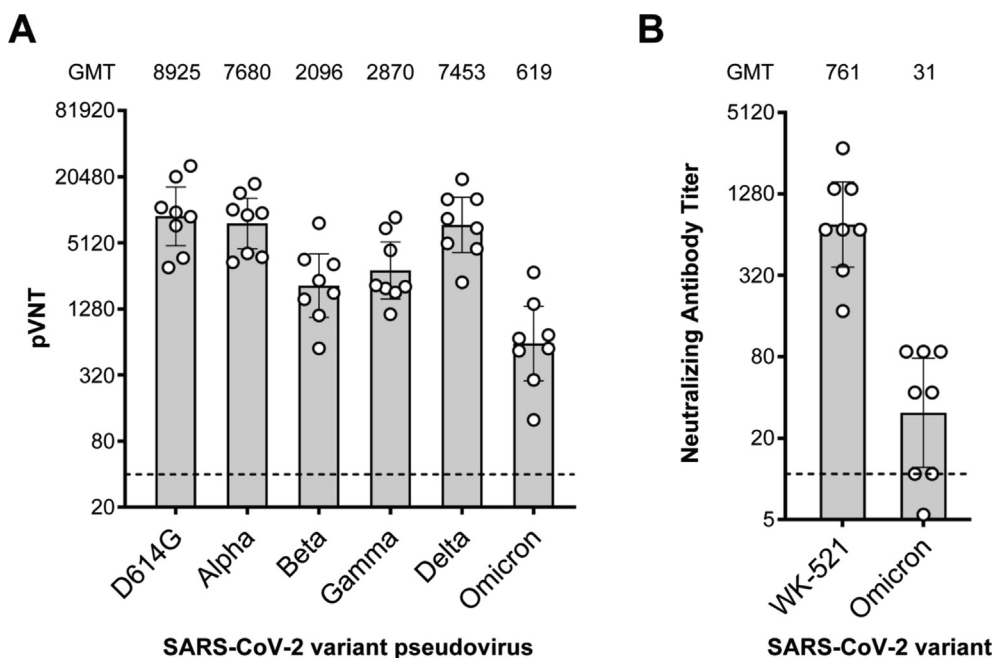 A
GMT 8925 7680 2096 2870 7453 619
pVNT
81920
20480
5120
1280
320
80
20
D614G
Alpha
Beta
Gamma
Delta
Omicron
SARS-CoV-2 variant pseudovirus
B
GMT 761 31
Neutralizing Antibody Titer
5120
1280
320
80
20
5
WK-521
Omicron
SARS-CoV-2 variant